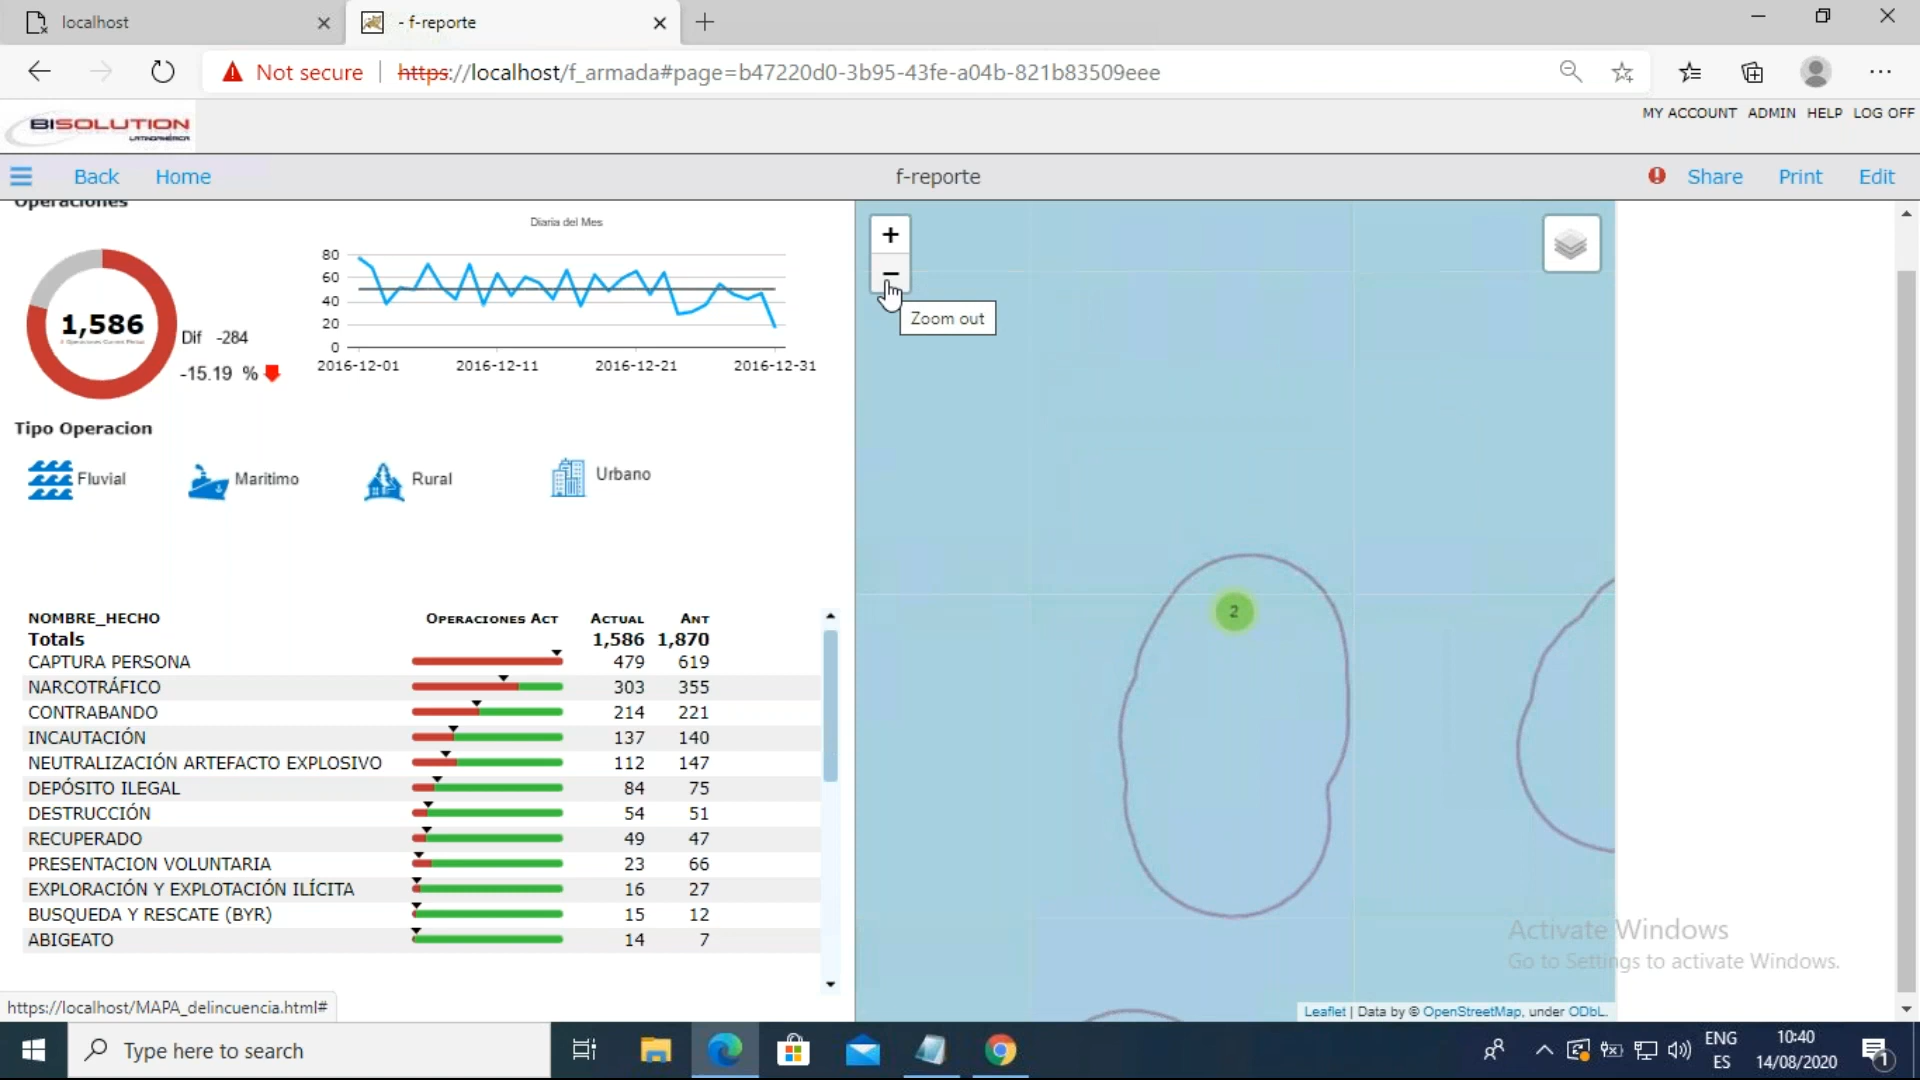 localhost
- f-reporte
Not secure
https://localhost/f_armada#page=b47220d0-3b95-43fe-a04b-821b83509eee
BISOLUTION
LATINOAMÉRICA
MY ACCOUNT ADMIN HELP LOG OFF
Back Home f-reporte Share Print Edit
Operaciones
Diaria del Mes
80
60
40
20
0
2016-12-01 2016-12-11 2016-12-21 2016-12-31
1,586
Dif -284
-15.19 %
Tipo Operacion
Fluvial Maritimo Rural Urbano
NOMBRE_HECHO OPERACIONES ACT ACTUAL ANT
Totals 1,586 1,870
CAPTURA PERSONA 479 619
NARCOTRÁFICO 303 355
CONTRABANDO 214 221
INCAUTACIÓN 137 140
NEUTRALIZACIÓN ARTEFACTO EXPLOSIVO 112 147
DEPÓSITO ILEGAL 84 75
DESTRUCCIÓN 54 51
RECUPERADO 49 47
PRESENTACION VOLUNTARIA 23 66
EXPLORACIÓN Y EXPLOTACIÓN ILÍCITA 16 27
BUSQUEDA Y RESCATE (BYR) 15 12
ABIGEATO 14 7
+
−
Zoom out
2
Activate Windows
Go to Settings to activate Windows.
Leaflet | Data by © OpenStreetMap, under ODbL.
https://localhost/MAPA_delincuencia.html#
Type here to search
ENG
ES
10:40
14/08/2020
1